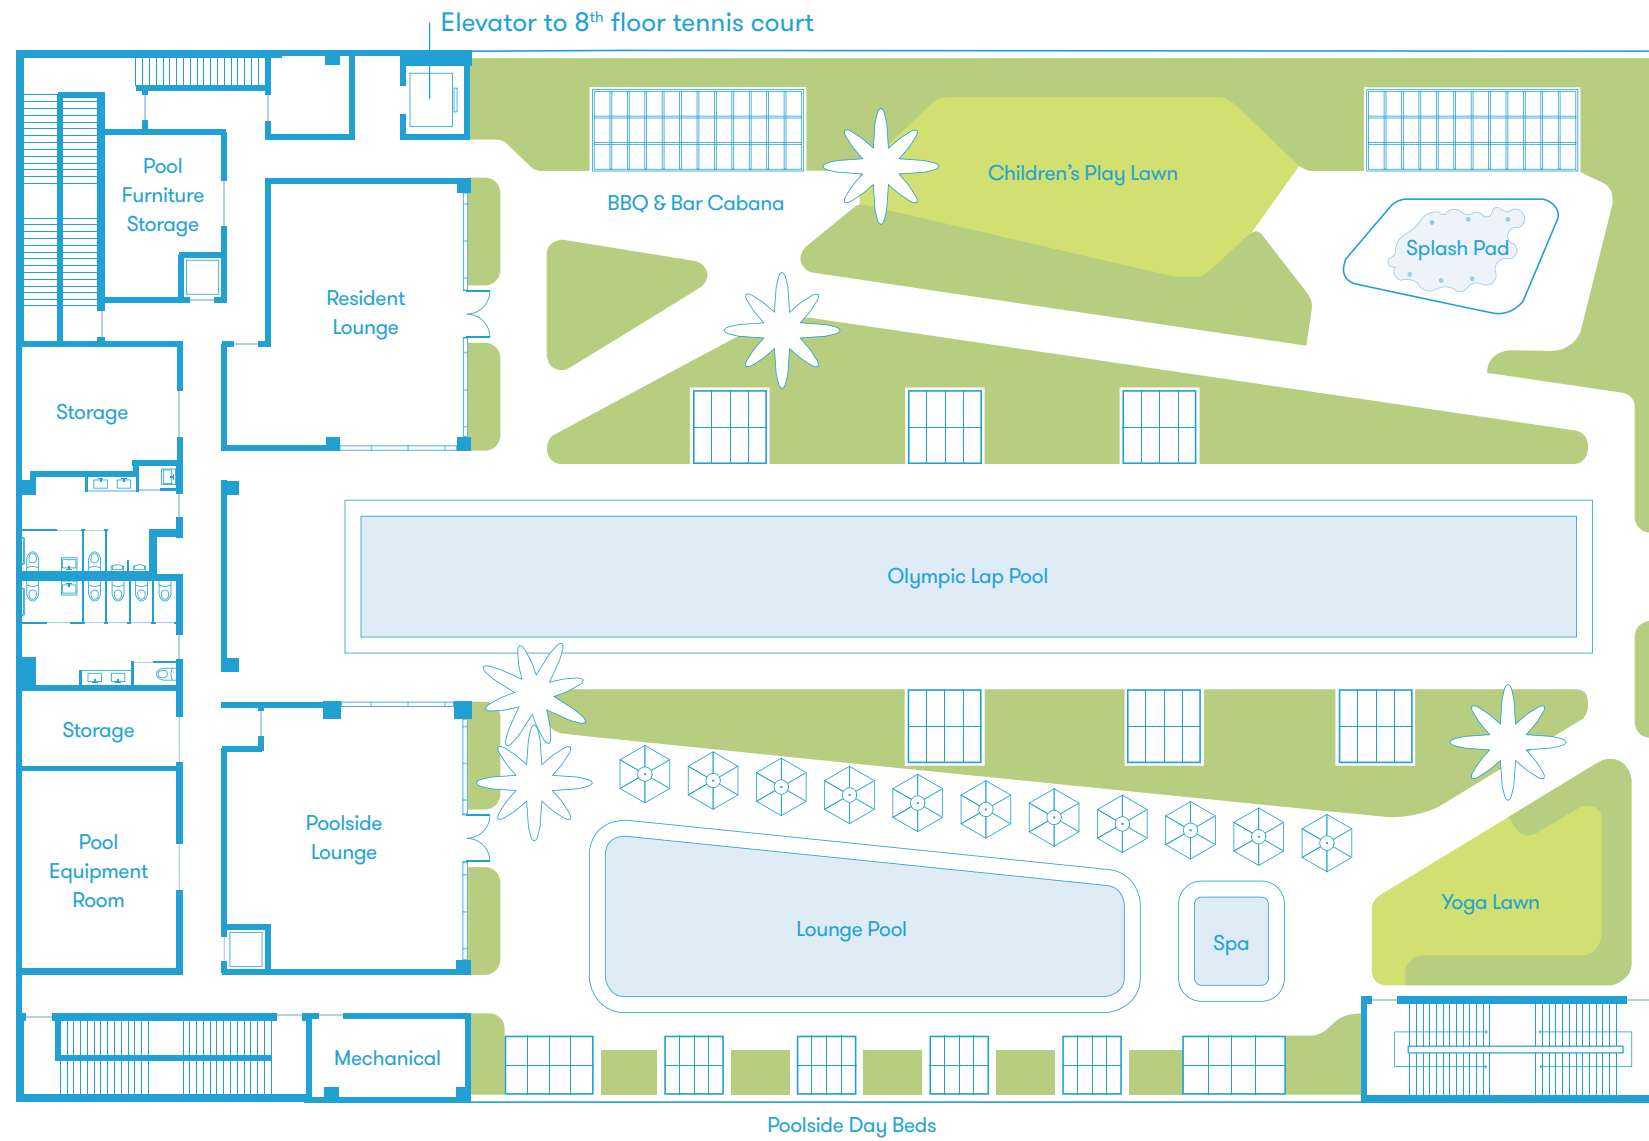 Elevator to 8th floor tennis court
Pool
Furniture
Storage
Children's Play Lawn
BBQ & Bar Cabana
Splash Pad
Resident
Lounge
Storage
Olympic Lap Pool
Storage
Poolside
Lounge
Pool
Equipment
Room
Lounge Pool
Spa
Yoga Lawn
Mechanical
Poolside Day Beds